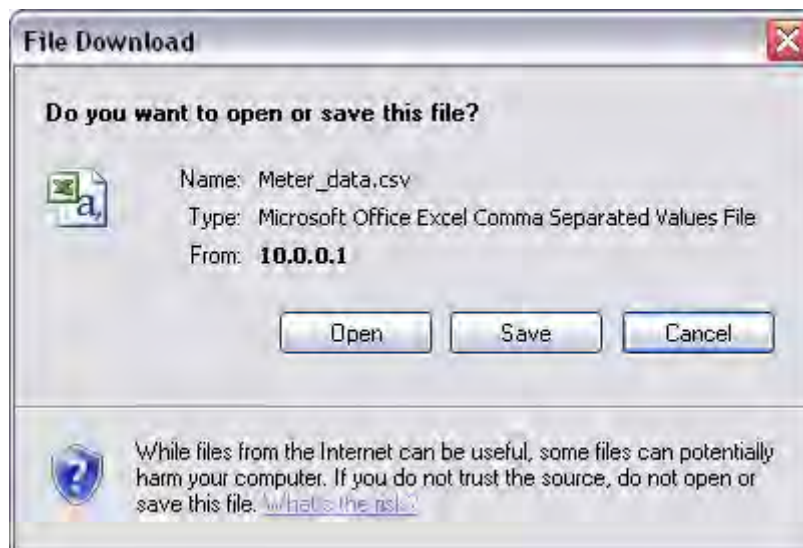 File Download
Do you want to open or save this file?
Name: Meter_data.csv
Type: Microsoft Office Excel Comma Separated Values File
From: 10.0.0.1
Open Save Cancel
While files from the Internet can be useful, some files can potentially
harm your computer. If you do not trust the source, do not open or
save this file. What's the risk?